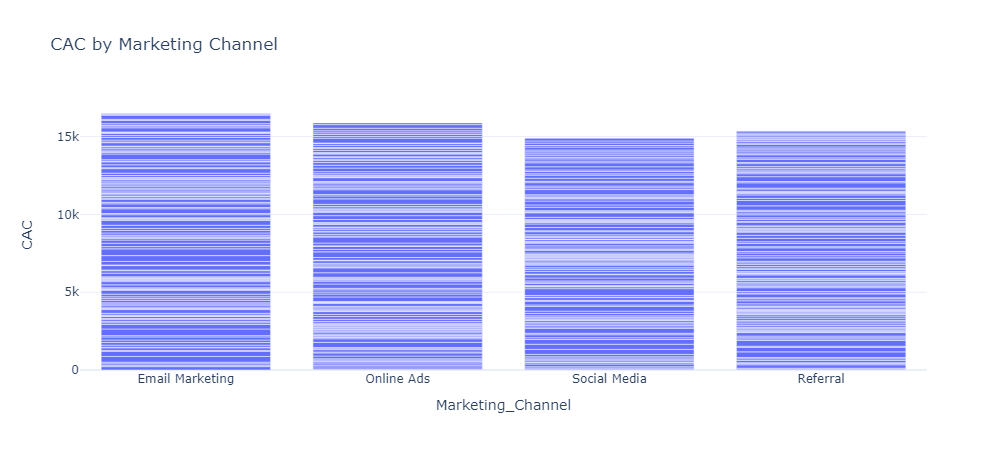 CAC by Marketing Channel
15k
10k
5k
0
CAC
Email Marketing
Online Ads
Social Media
Referral
Marketing_Channel